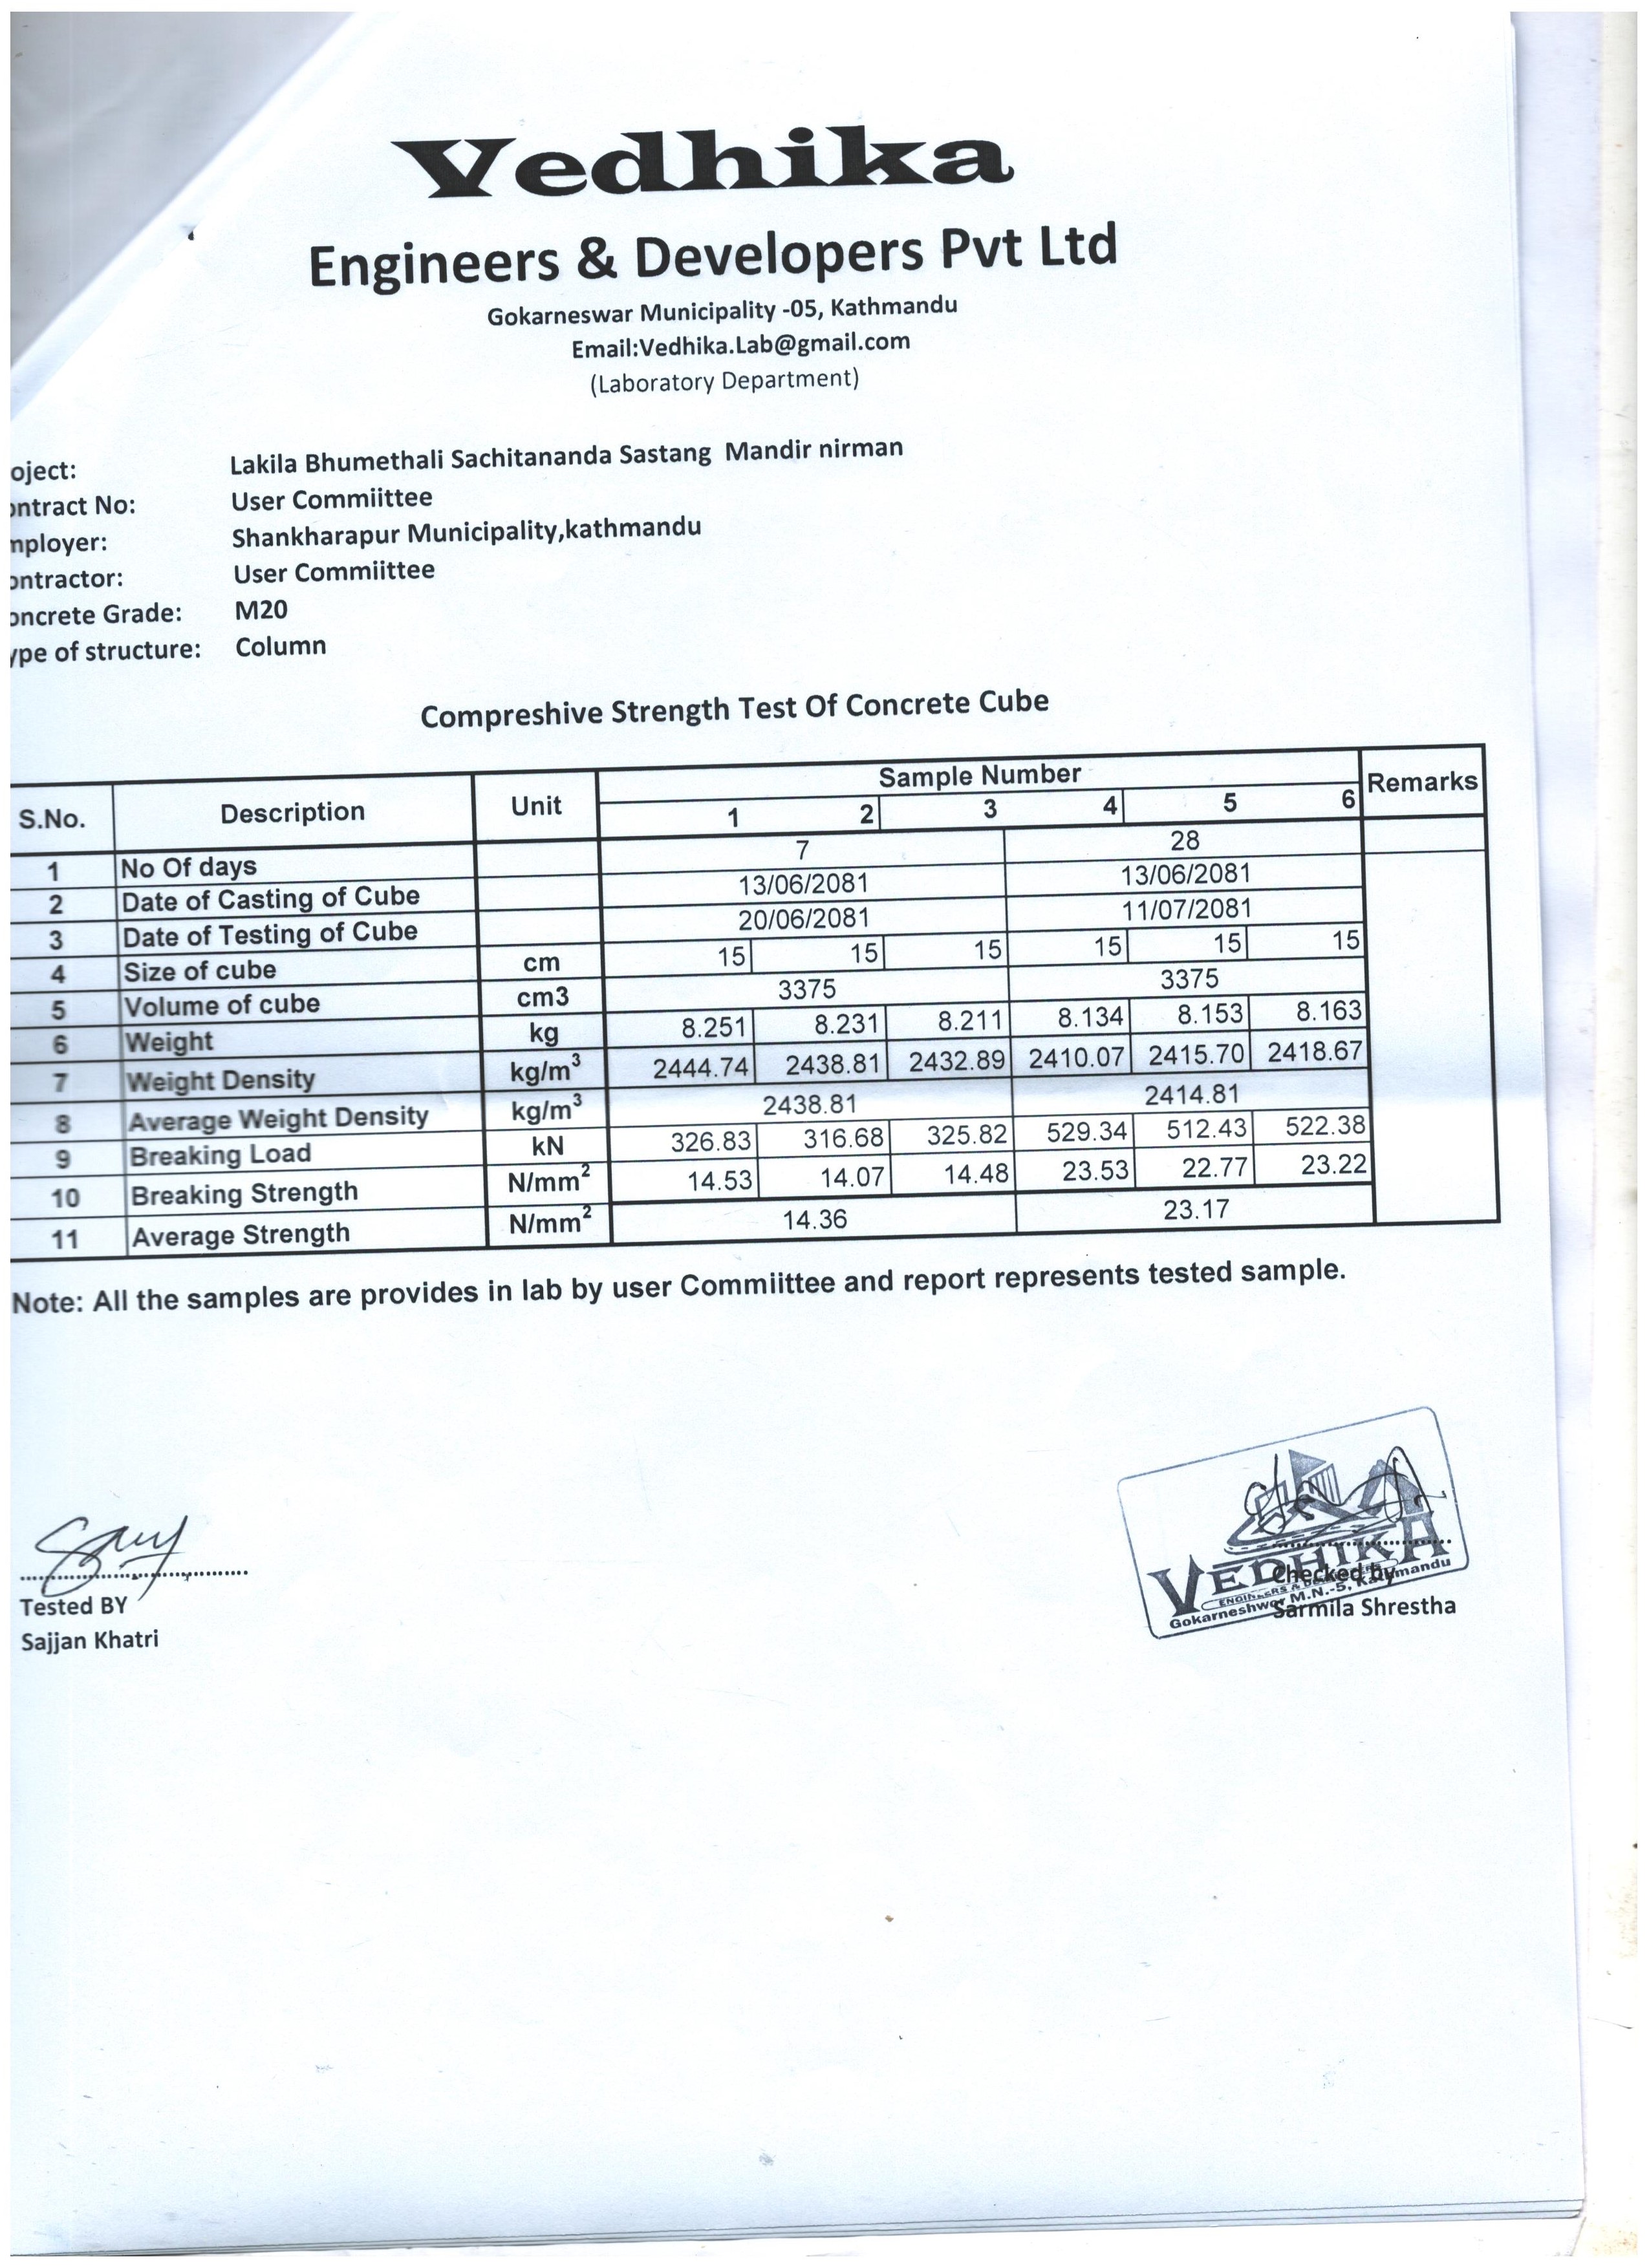 Vedhika
Engineers & Developers Pvt Ltd
Gokarneswar Municipality -05, Kathmandu
Email:Vedhika.Lab@gmail.com
(Laboratory Department)
oject: Lakila Bhumethali Sachitananda Sastang Mandir nirman
ontract No: User Commiittee
mployer: Shankharapur Municipality,kathmandu
ontractor: User Commiittee
oncrete Grade: M20
ype of structure: Column
Compreshive Strength Test Of Concrete Cube
S.No. Description Unit Sample Number Remarks
1 2 3 4 5 6
1 No Of days 7 28
2 Date of Casting of Cube 13/06/2081 13/06/2081
3 Date of Testing of Cube 20/06/2081 11/07/2081
4 Size of cube cm 15 15 15 15 15 15
5 Volume of cube cm3 3375 3375
6 Weight kg 8.251 8.231 8.211 8.134 8.153 8.163
7 Weight Density kg/m³ 2444.74 2438.81 2432.89 2410.07 2415.70 2418.67
8 Average Weight Density kg/m³ 2438.81 2414.81
9 Breaking Load kN 326.83 316.68 325.82 529.34 512.43 522.38
10 Breaking Strength N/mm² 14.53 14.07 14.48 23.53 22.77 23.22
11 Average Strength N/mm² 14.36 23.17
Note: All the samples are provides in lab by user Commiittee and report represents tested sample.
Tested BY
Sajjan Khatri
VEDHIKA
Gokarneshwor M.N.-5, Kathmandu
Checked by
Sarmila Shrestha